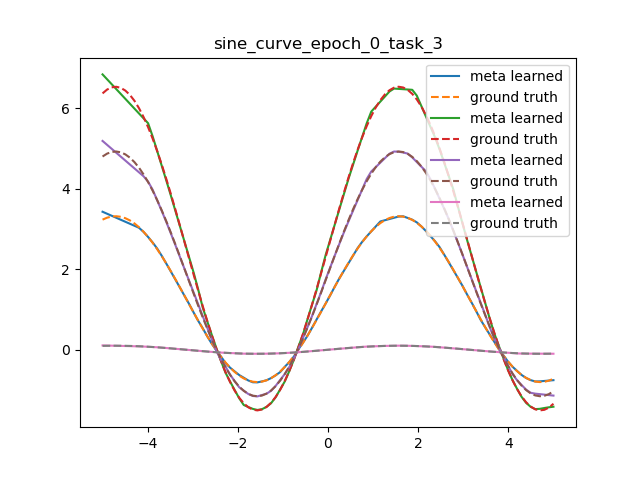 sine_curve_epoch_0_task_3
meta learned
ground truth
meta learned
ground truth
meta learned
ground truth
meta learned
ground truth
6
4
2
0
−4
−2
0
2
4